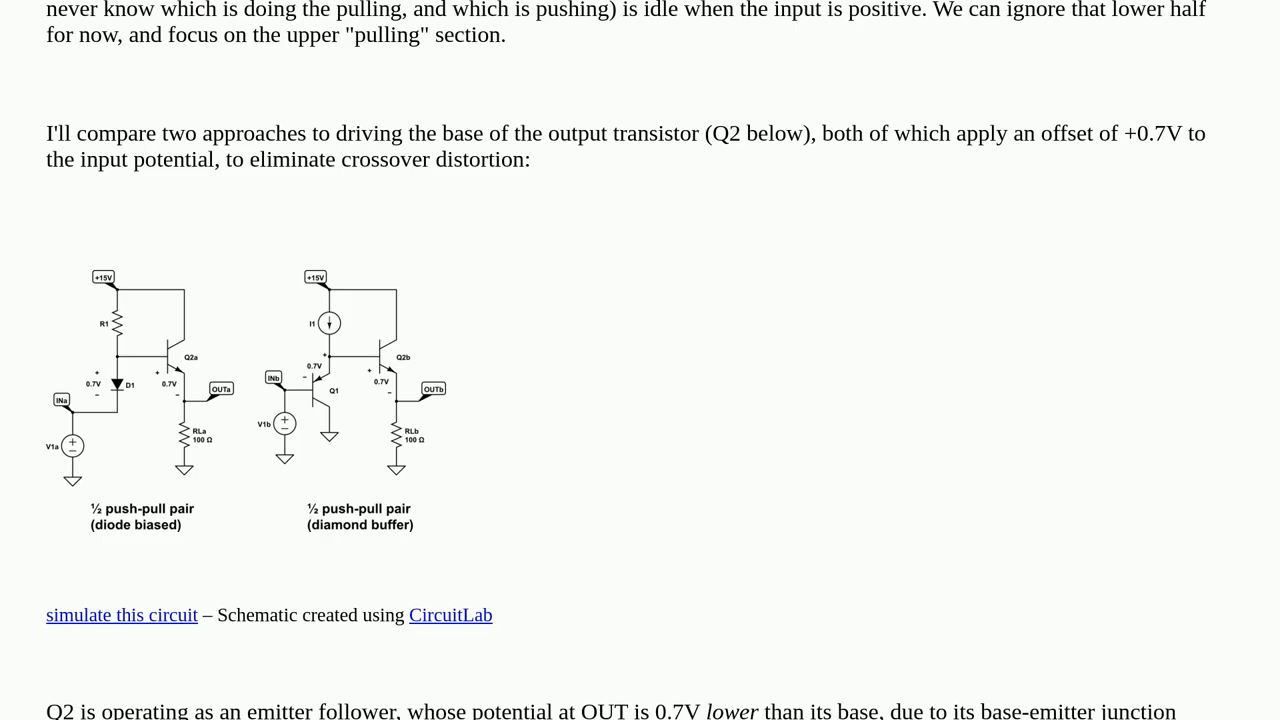 never know which is doing the pulling, and which is pushing) is idle when the input is positive. We can ignore that lower half
for now, and focus on the upper "pulling" section.
I'll compare two approaches to driving the base of the output transistor (Q2 below), both of which apply an offset of +0.7V to
the input potential, to eliminate crossover distortion:
+15V
R1
Q2a
+
0.7V
−
D1
+
0.7V
−
OUTa
INa
V1a
+
−
RLa
100 Ω
½ push-pull pair
(diode biased)
+15V
I1
Q2b
+
0.7V
−
INb
Q1
+
0.7V
−
OUTb
V1b
+
−
RLb
100 Ω
½ push-pull pair
(diamond buffer)
simulate this circuit – Schematic created using CircuitLab
Q2 is operating as an emitter follower, whose potential at OUT is 0.7V lower than its base, due to its base-emitter junction